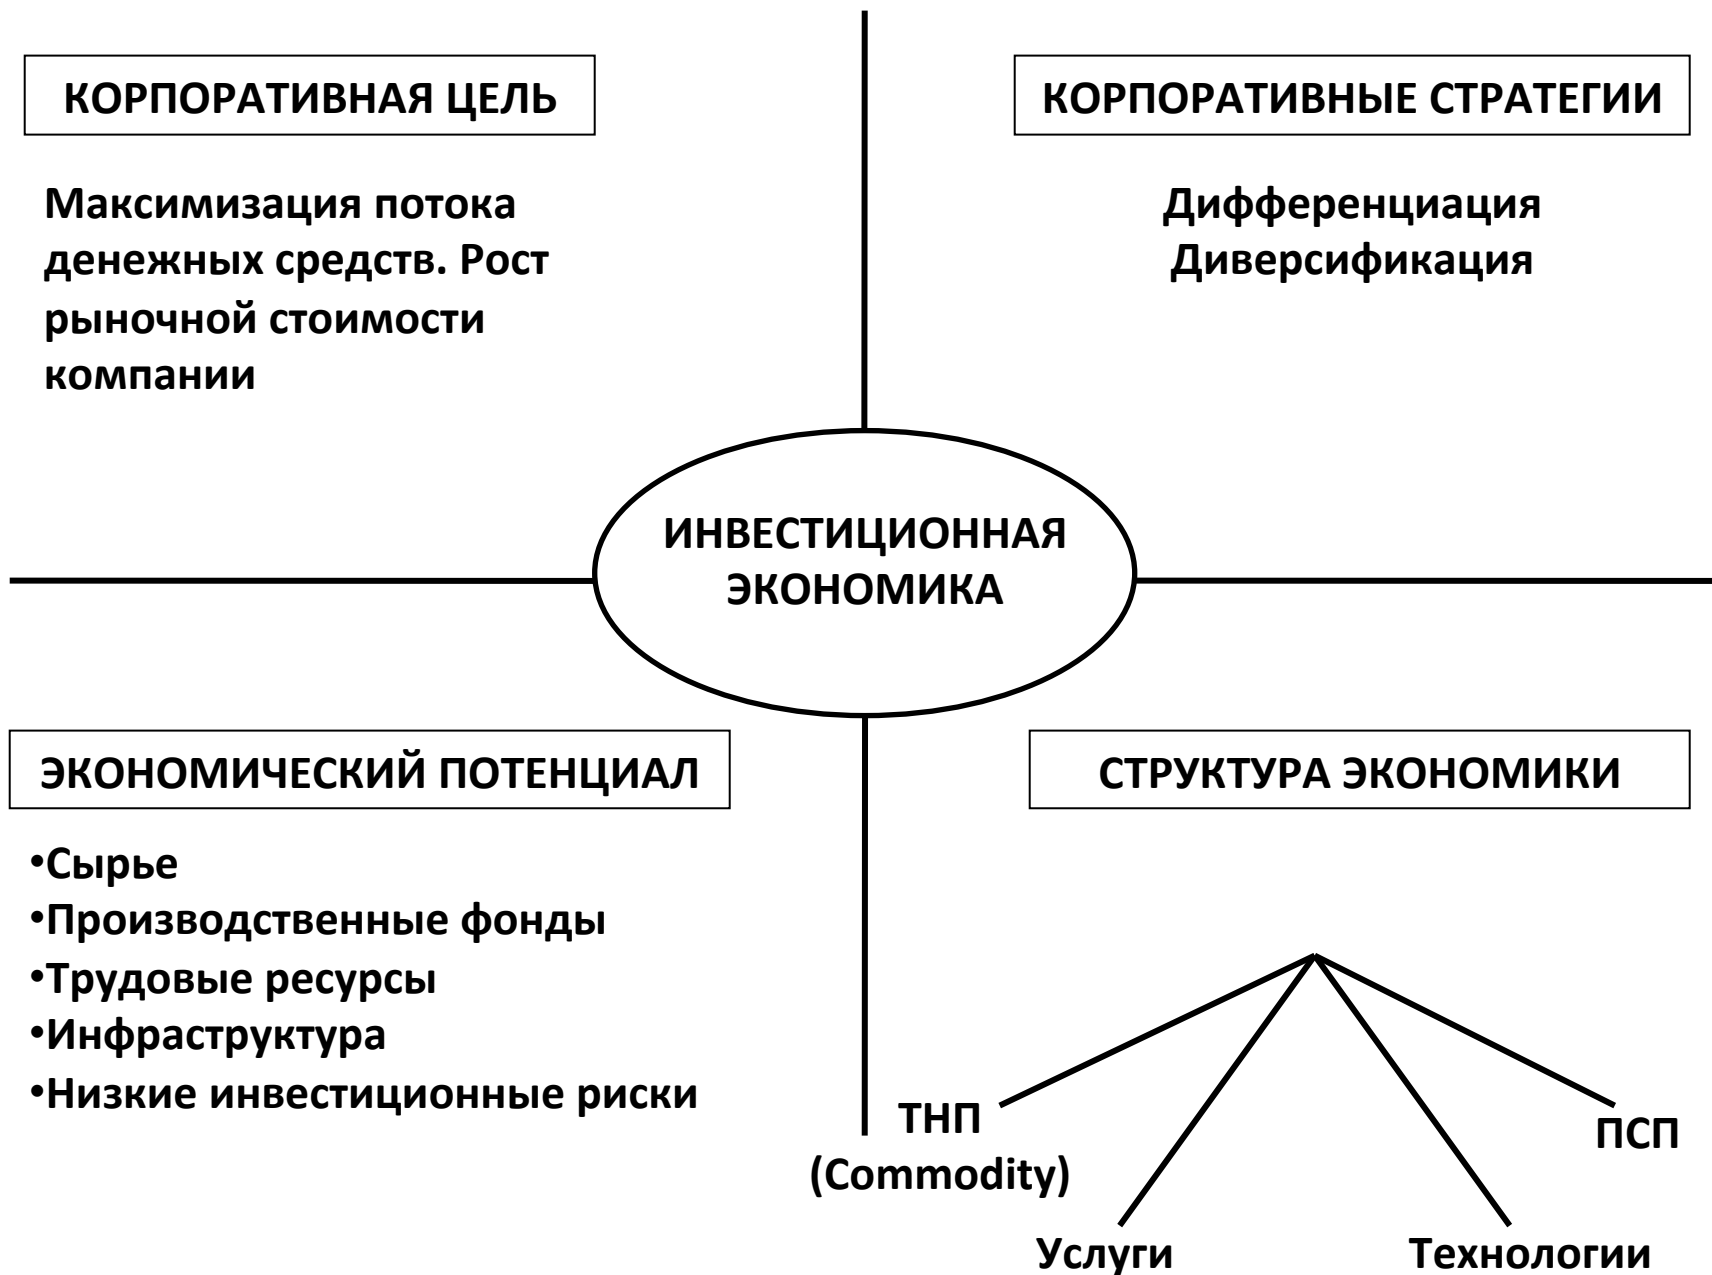 КОРПОРАТИВНАЯ ЦЕЛЬ
Максимизация потока
денежных средств. Рост
рыночной стоимости
компании
КОРПОРАТИВНЫЕ СТРАТЕГИИ
Дифференциация
Диверсификация
ИНВЕСТИЦИОННАЯ
ЭКОНОМИКА
ЭКОНОМИЧЕСКИЙ ПОТЕНЦИАЛ
•Сырье
•Производственные фонды
•Трудовые ресурсы
•Инфраструктура
•Низкие инвестиционные риски
СТРУКТУРА ЭКОНОМИКИ
ТНП
(Commodity)
Услуги
Технологии
ПСП